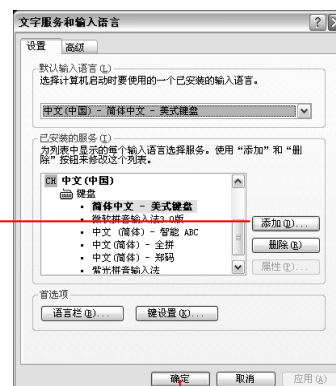 文字服务和输入语言
设置 高级
默认输入语言(L)
选择计算机启动时要使用的一个已安装的输入语言。
中文(中国) - 简体中文 - 美式键盘
已安装的服务(I)
为列表中显示的每个输入语言选择服务。使用“添加”和“删
除”按钮来修改这个列表。
CH 中文(中国)
键盘
• 简体中文 - 美式键盘
• 微软拼音输入法3.0版
• 中文 (简体) - 智能 ABC
• 中文(简体) - 全拼
• 中文(简体) - 郑码
• 紫光拼音输入法
添加(D)...
删除(R)
属性(P)...
首选项
语言栏(B)... 键设置(K)...
确定 取消 应用(A)